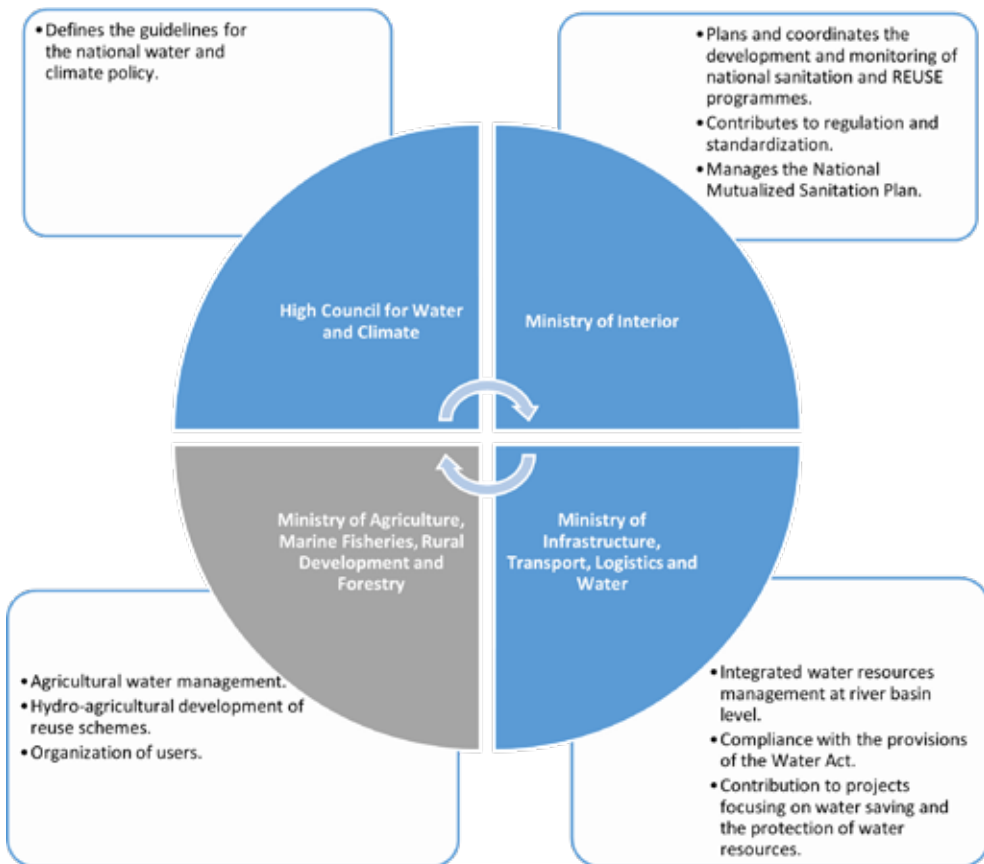 •Defines the guidelines for
the national water and
climate policy.
•Plans and coordinates the
development and monitoring of
national sanitation and REUSE
programmes.
•Contributes to regulation and
standardization.
•Manages the National
Mutualized Sanitation Plan.
High Council for Water
and Climate
Ministry of Interior
Ministry of Agriculture,
Marine Fisheries, Rural
Development and
Forestry
Ministry of
Infrastructure,
Transport, Logistics and
Water
•Agricultural water management.
•Hydro-agricultural development of
reuse schemes.
•Organization of users.
•Integrated water resources
management at river basin
level.
•Compliance with the provisions
of the Water Act.
•Contribution to projects
focusing on water saving and
the protection of water
resources.